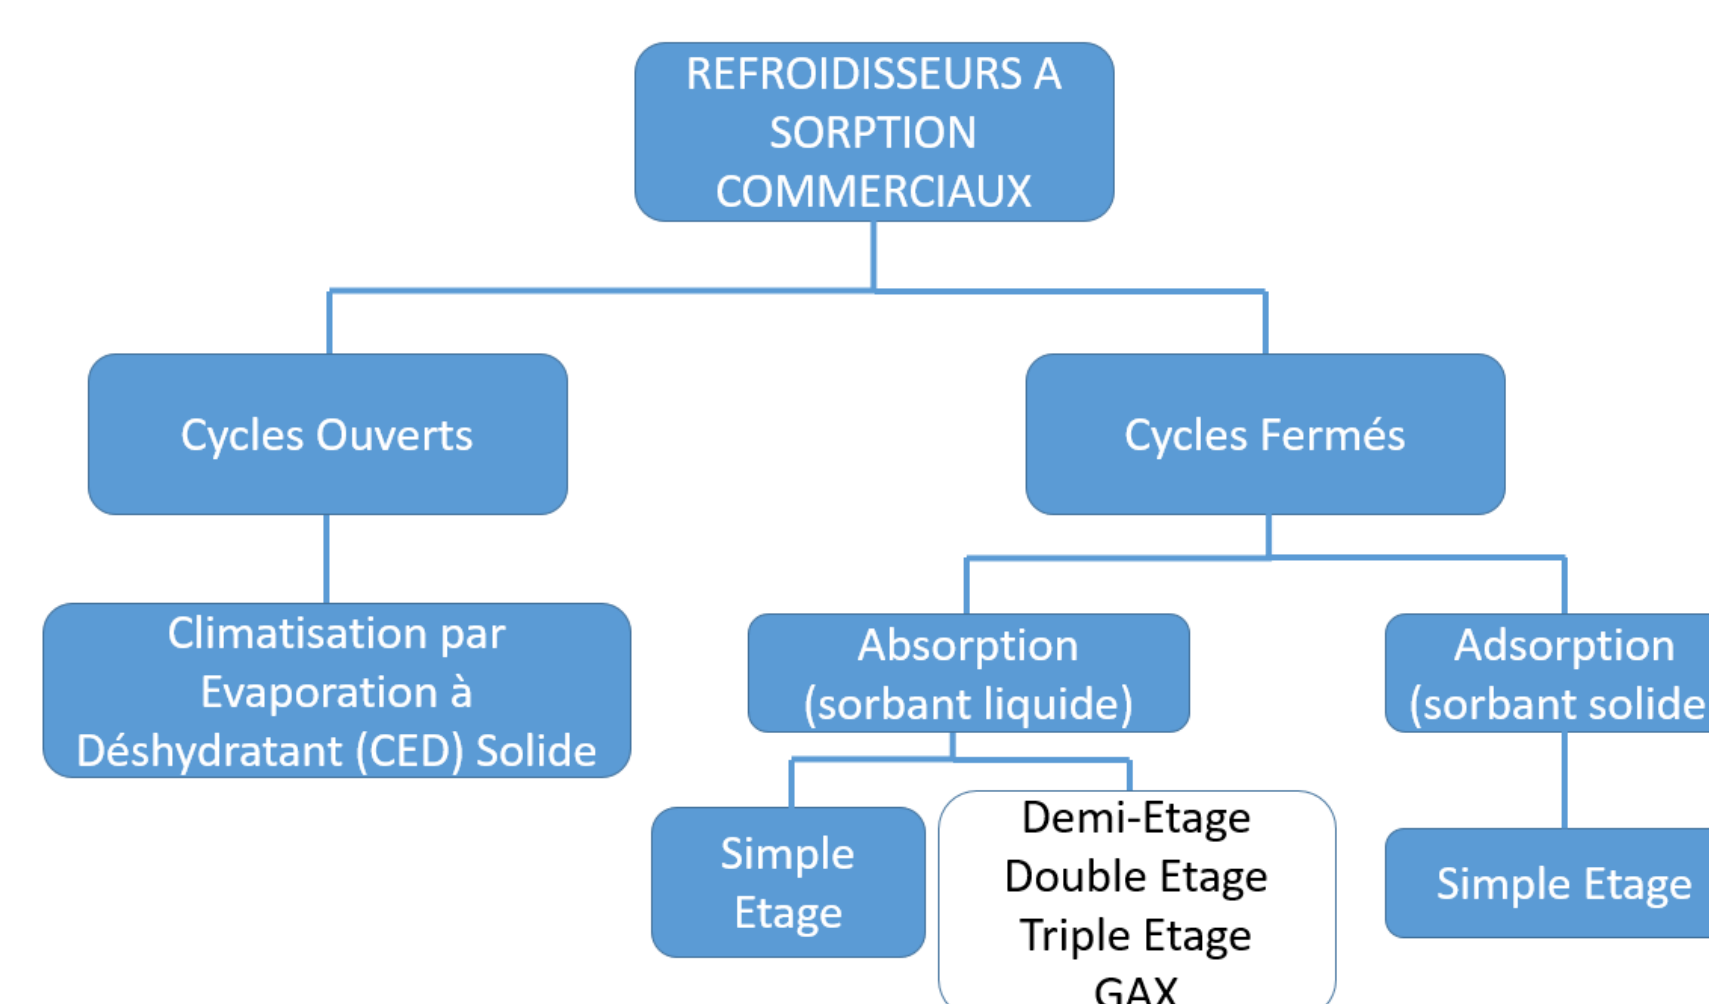 REFROIDISSEURS A
SORPTION
COMMERCIAUX
Cycles Ouverts
Cycles Fermés
Climatisation par
Evaporation à
Déshydratant (CED) Solide
Absorption
(sorbant liquide)
Adsorption
(sorbant solide
Simple
Etage
Demi-Etage
Double Etage
Triple Etage
GAX
Simple Etage